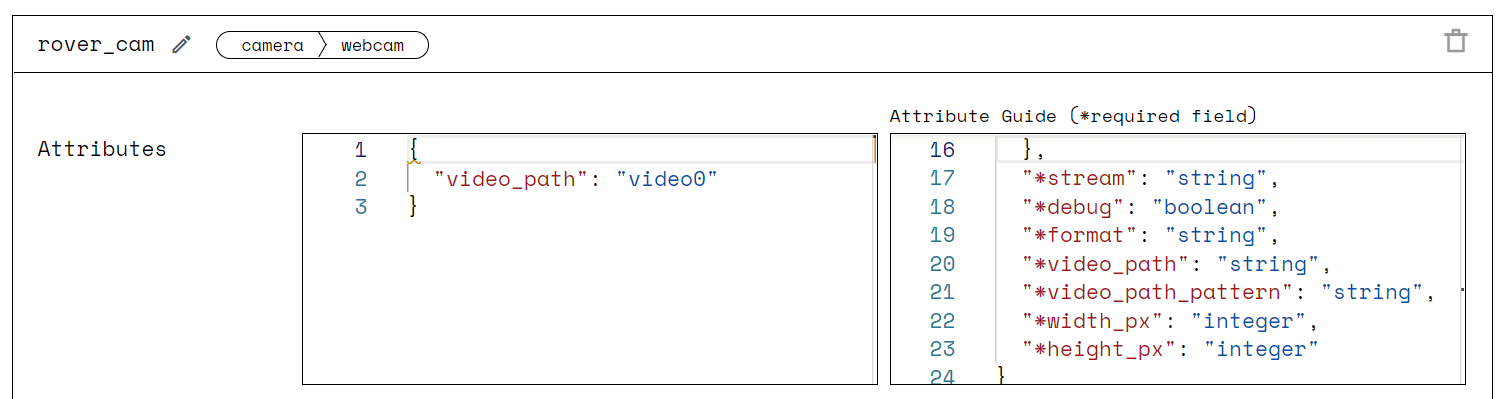 rover_cam camera webcam
Attribute Guide (*required field)
Attributes
1 {
2 "video_path": "video0"
3 }
16 },
17 "*stream": "string",
18 "*debug": "boolean",
19 "*format": "string",
20 "*video_path": "string",
21 "*video_path_pattern": "string",
22 "*width_px": "integer",
23 "*height_px": "integer"
24 }